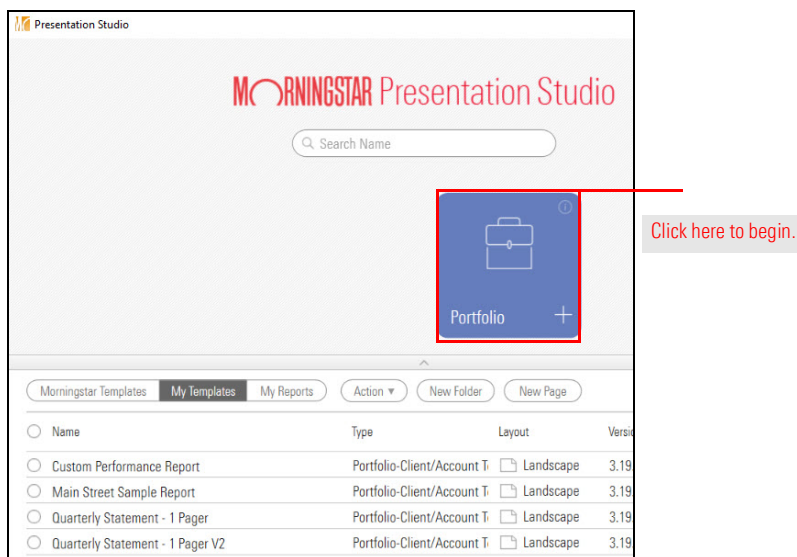 Presentation Studio
MORNINGSTAR Presentation Studio
Search Name
Click here to begin.
Portfolio
Morningstar Templates My Templates My Reports Action New Folder New Page
Name Type Layout Versio
Custom Performance Report Portfolio-Client/Account T Landscape 3.19
Main Street Sample Report Portfolio-Client/Account T Landscape 3.19
Quarterly Statement - 1 Pager Portfolio-Client/Account T Landscape 3.19
Quarterly Statement - 1 Pager V2 Portfolio-Client/Account T Landscape 3.19